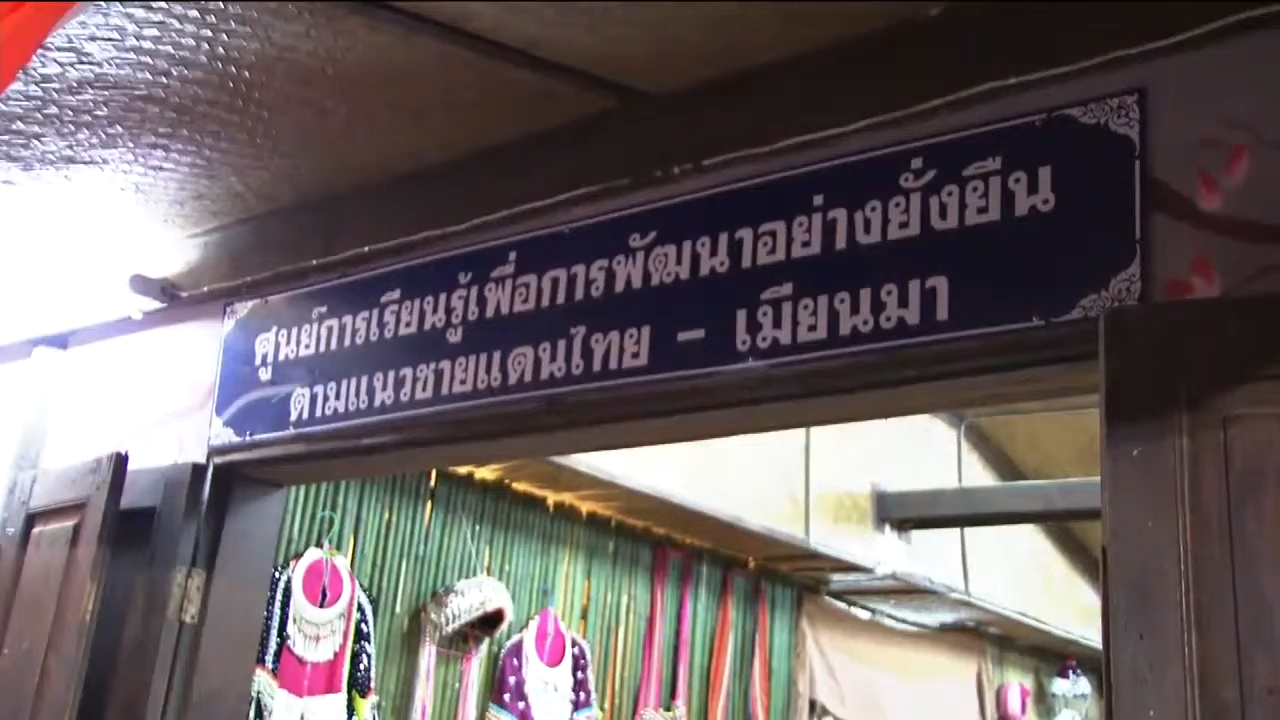 ศูนย์การเรียนรู้เพื่อการพัฒนาอย่างยั่งยืน
ตามแนวชายแดนไทย - เมียนมา